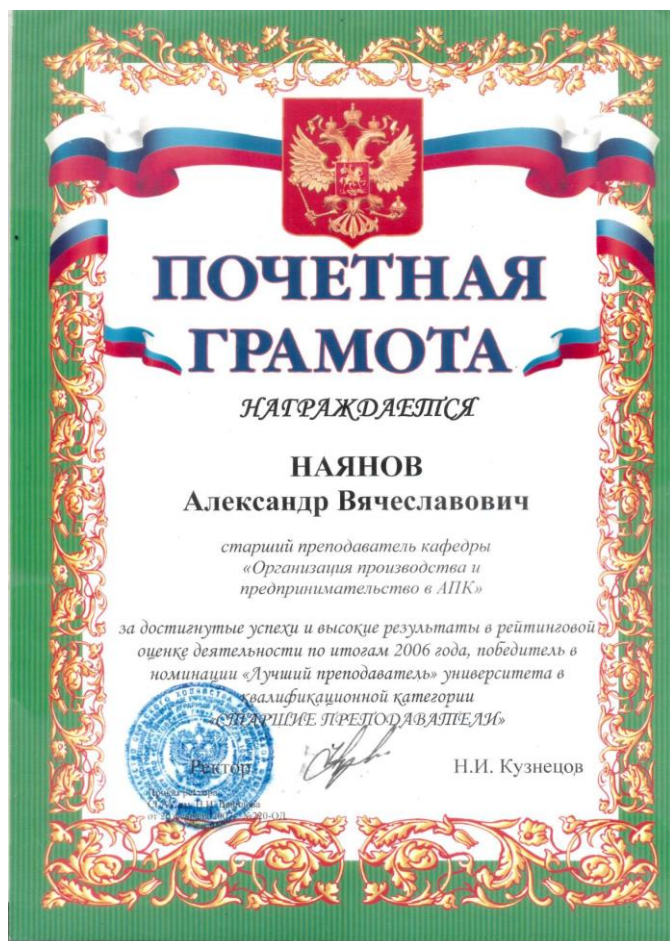 ПОЧЕТНАЯ
ГРАМОТА
НАГРАЖДАЕТСЯ
НАЯНОВ
Александр Вячеславович
старший преподаватель кафедры
«Организация производства и
предпринимательство в АПК»
за достигнутые успехи и высокие результаты в рейтинговой
оценке деятельности по итогам 2006 года, победитель в
номинации «Лучший преподаватель» университета в
квалификационной категории
«СТАРШИЕ ПРЕПОДАВАТЕЛИ»
Ректор Н.И. Кузнецов